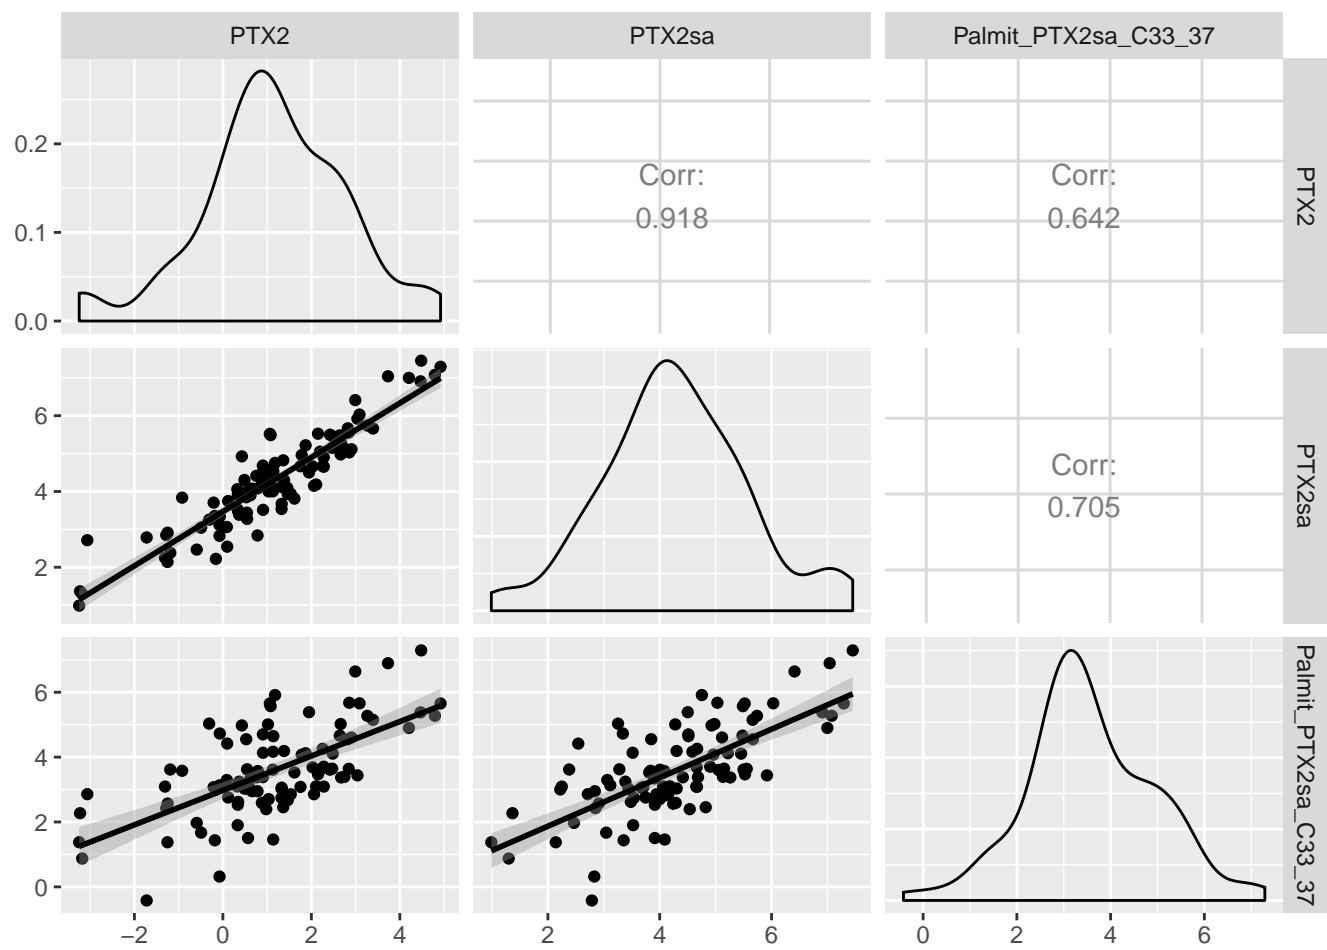 PTX2 PTX2sa Palmit_PTX2sa_C33_37
0.2
0.1
0.0
Corr:
0.918
Corr:
0.642
PTX2
6
4
2
Corr:
0.705
PTX2sa
6
4
2
0
Palmit_PTX2sa_C33_37
−2 0 2 4 2 4 6 0 2 4 6